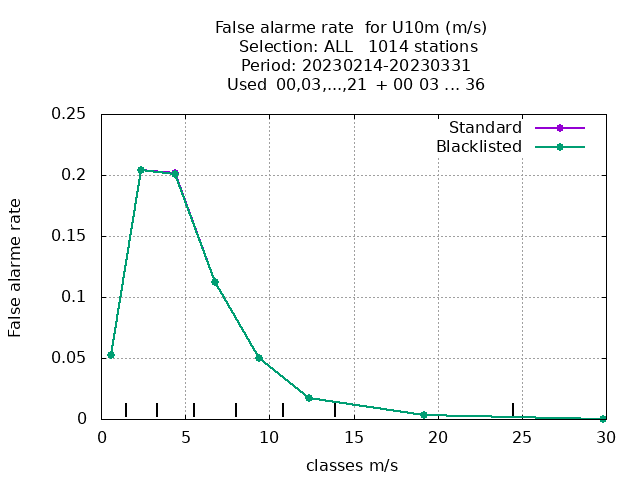 False alarme rate  for U10m (m/s)
Selection: ALL   1014 stations
Period: 20230214-20230331
Used  00,03,...,21  + 00 03 ... 36
Standard
Blacklisted
False alarme rate
0.25
0.2
0.15
0.1
0.05
0
0 5 10 15 20 25 30
classes m/s